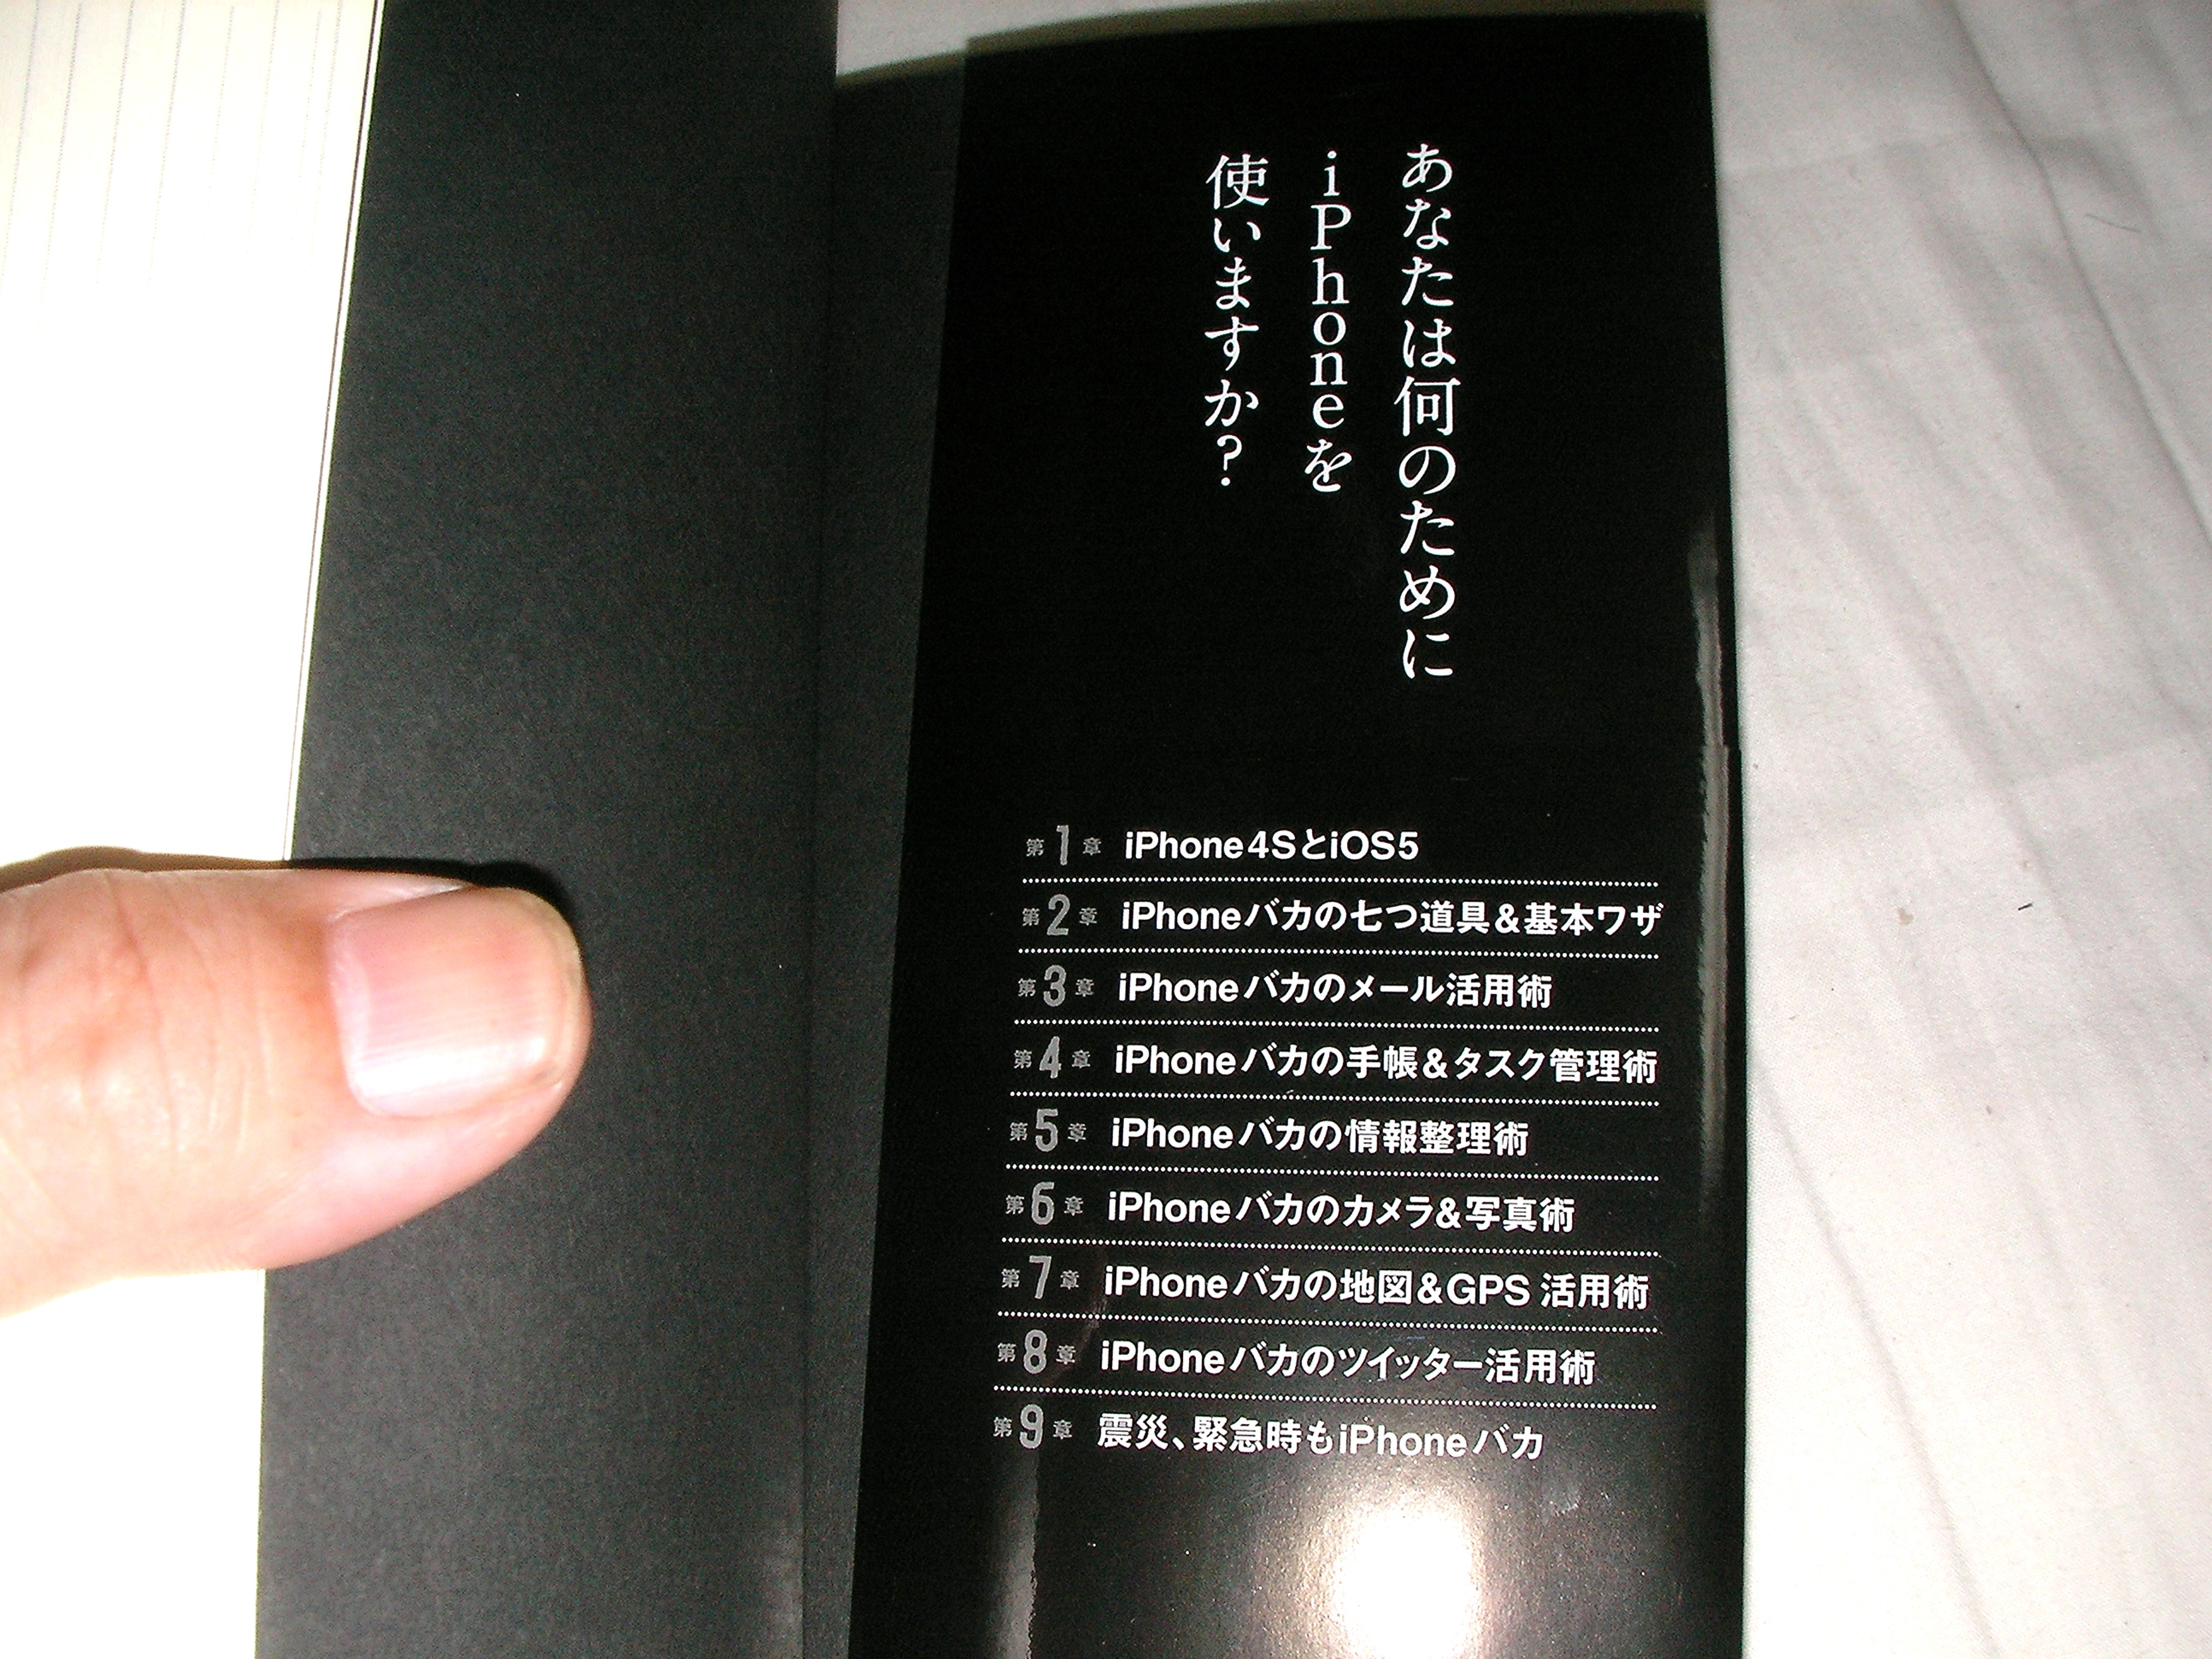 あなたは何のために
iPhoneを
使いますか？
第1章 iPhone4SとiOS5
第2章 iPhoneバカの七つ道具＆基本ワザ
第3章 iPhoneバカのメール活用術
第4章 iPhoneバカの手帳＆タスク管理術
第5章 iPhoneバカの情報整理術
第6章 iPhoneバカのカメラ＆写真術
第7章 iPhoneバカの地図＆GPS活用術
第8章 iPhoneバカのツイッター活用術
第9章 震災、緊急時もiPhoneバカ